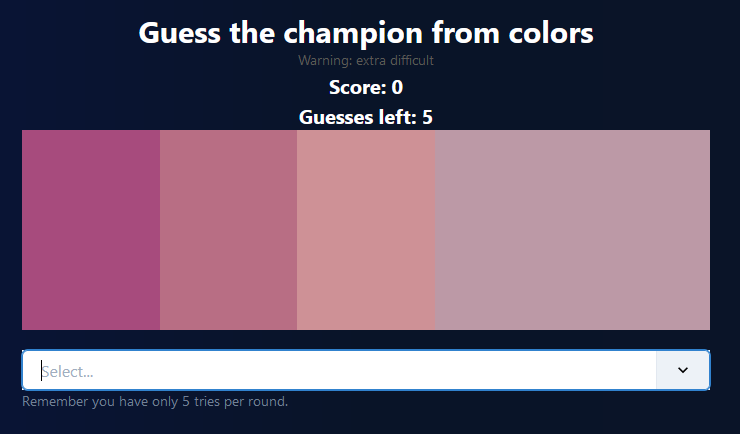 Guess the champion from colors
Warning: extra difficult
Score: 0
Guesses left: 5
Select...
Remember you have only 5 tries per round.